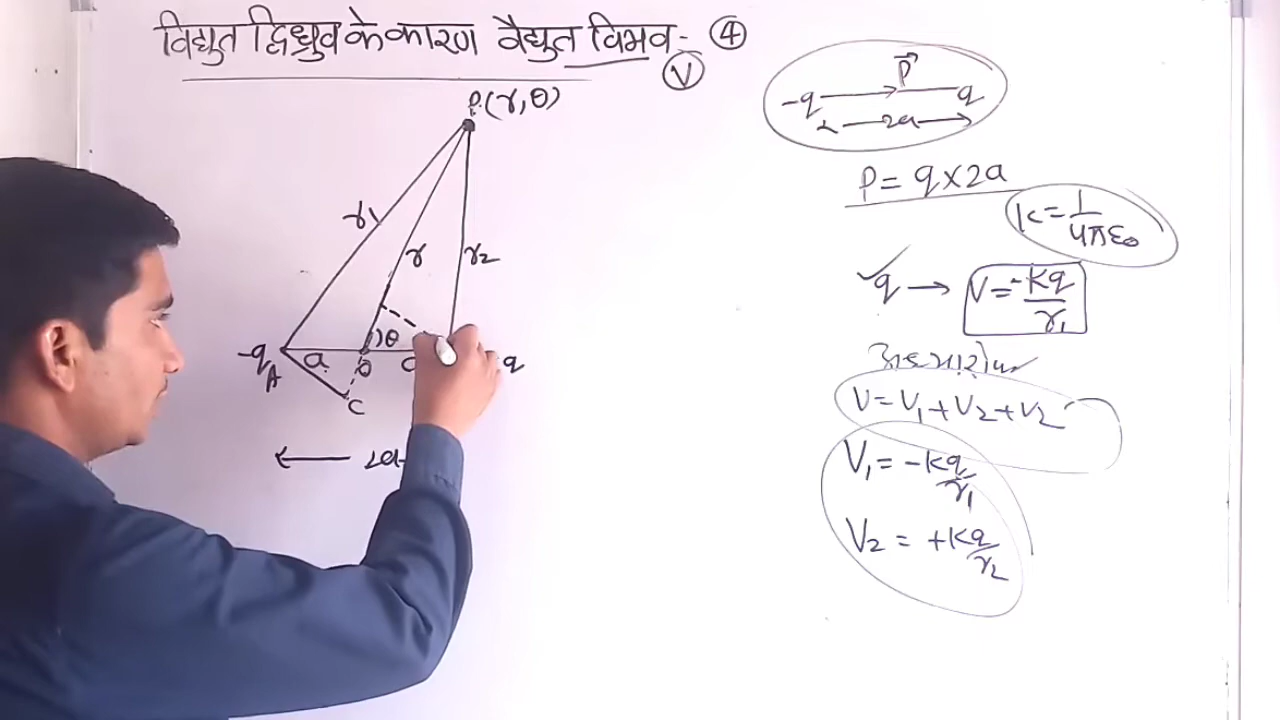 विद्युत द्विध्रुव के कारण वैद्युत विभव- ④
V
P(r,θ)
r₁
r
r₂
-q
A
a
θ
O
q
C
2a
-q p⃗ q
2a
P = q×2a
K = 1/4πε₀
q → V = -Kq/r₁
V = V₁ + V₂ + V₂
V₁ = -Kq/r₁
V₂ = +Kq/r₂